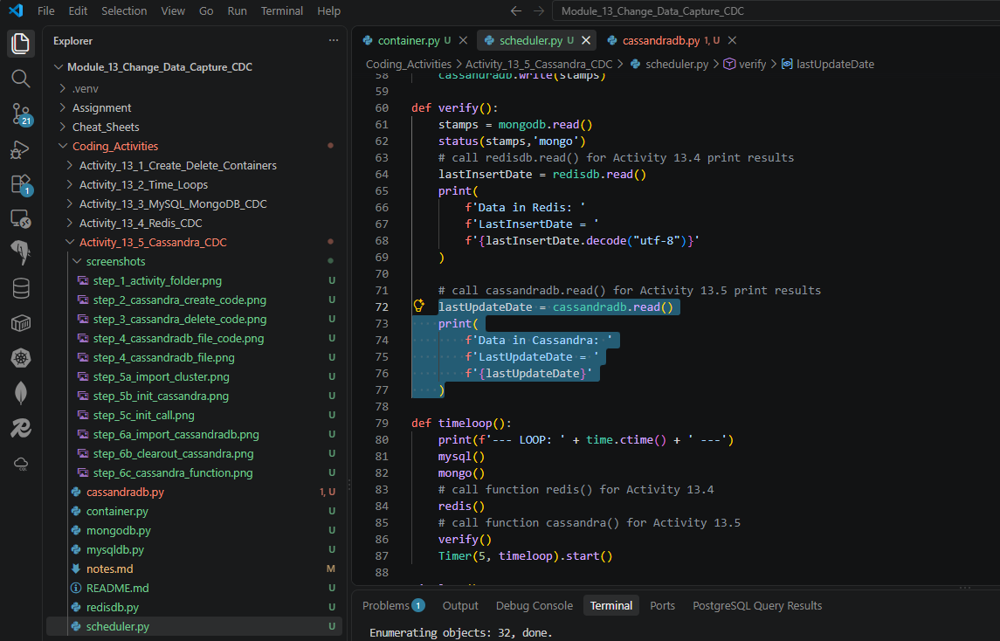 File Edit Selection View Go Run Terminal Help
Module_13_Change_Data_Capture_CDC
Explorer
Module_13_Change_Data_Capture_CDC
.venv
Assignment
Cheat_Sheets
21
Coding_Activities
Activity_13_1_Create_Delete_Containers
Activity_13_2_Time_Loops
1
Activity_13_3_MySQL_MongoDB_CDC
Activity_13_4_Redis_CDC
Activity_13_5_Cassandra_CDC
screenshots
step_1_activity_folder.png U
step_2_cassandra_create_code.png U
step_3_cassandra_delete_code.png U
step_4_cassandradb_file_code.png U
step_4_cassandradb_file.png U
step_5a_import_cluster.png U
step_5b_init_cassandra.png U
step_5c_init_call.png U
step_6a_import_cassandradb.png U
step_6b_clearout_cassandra.png U
step_6c_cassandra_function.png U
cassandradb.py 1, U
container.py U
mongodb.py U
mysqldb.py U
notes.md M
README.md U
redisdb.py U
scheduler.py U
container.py U scheduler.py U cassandradb.py 1, U
Coding_Activities > Activity_13_5_Cassandra_CDC > scheduler.py > verify > lastUpdateDate
58 cassandradb.write(stamps)
59
60 def verify():
61 stamps = mongodb.read()
62 status(stamps,'mongo')
63 # call redisdb.read() for Activity 13.4 print results
64 lastInsertDate = redisdb.read()
65 print(
66 f'Data in Redis: '
67 f'LastInsertDate = '
68 f'{lastInsertDate.decode("utf-8")}'
69 )
70
71 # call cassandradb.read() for Activity 13.5 print results
72 lastUpdateDate = cassandradb.read()
73 print(
74 f'Data in Cassandra: '
75 f'LastUpdateDate = '
76 f'{lastUpdateDate}'
77 )
78
79 def timeloop():
80 print(f'--- LOOP: ' + time.ctime() + ' ---')
81 mysql()
82 mongo()
83 # call function redis() for Activity 13.4
84 redis()
85 # call function cassandra() for Activity 13.5
86 verify()
87 Timer(5, timeloop).start()
88
Problems 1 Output Debug Console Terminal Ports PostgreSQL Query Results
Enumerating objects: 32, done.